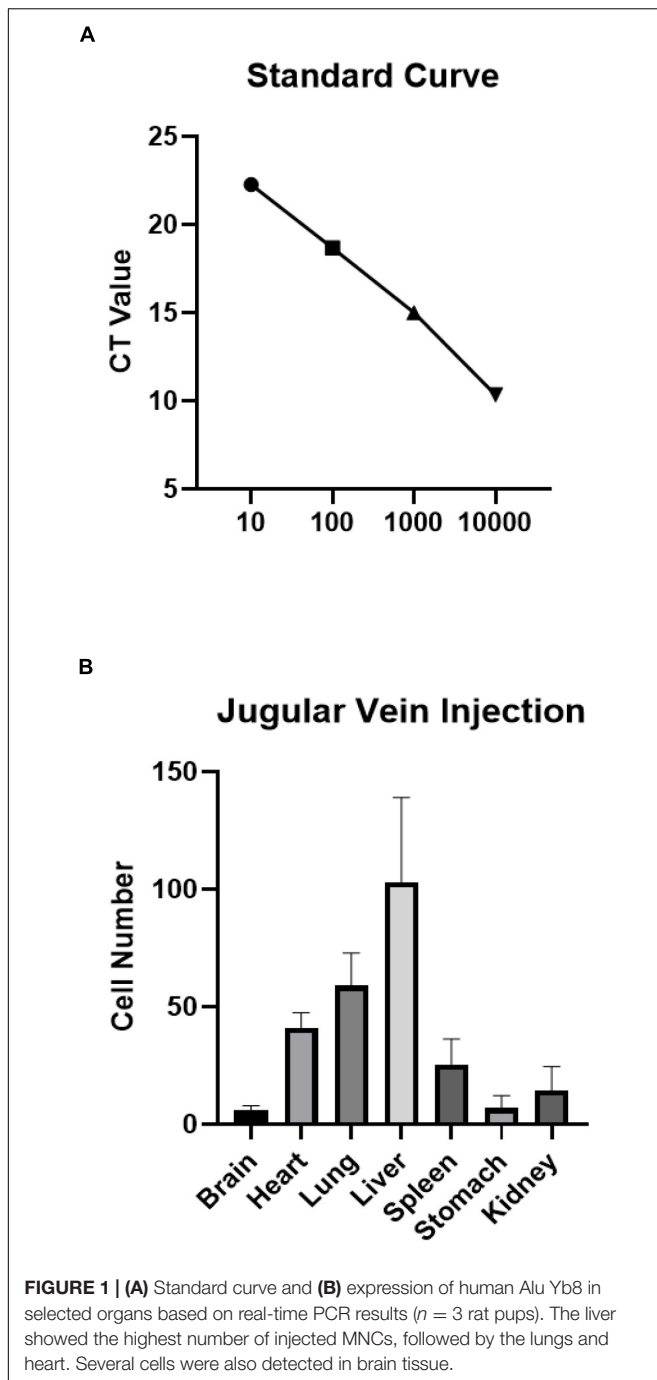 A
Standard Curve
25
20
15
10
5
CT Value
10 100 1000 10000
B
Jugular Vein Injection
150
100
50
0
Cell Number
Brain Heart Lung Liver Spleen Stomach Kidney
FIGURE 1 | (A) Standard curve and (B) expression of human Alu Yb8 in
selected organs based on real-time PCR results (n = 3 rat pups). The liver
showed the highest number of injected MNCs, followed by the lungs and
heart. Several cells were also detected in brain tissue.